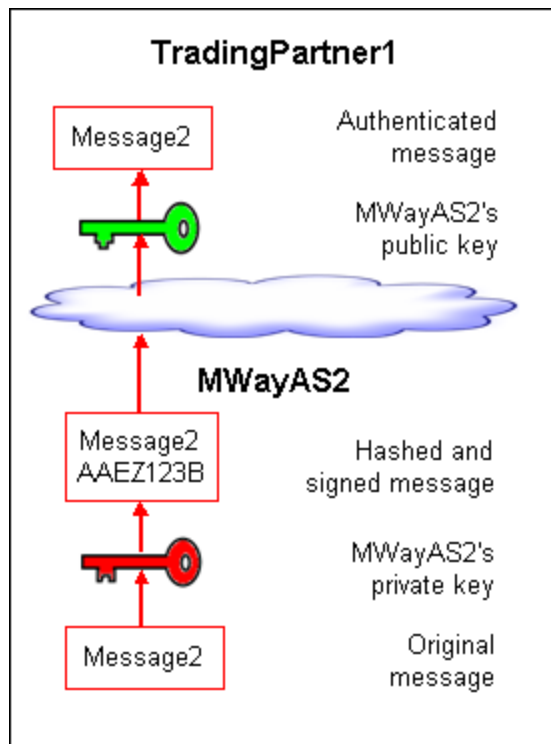 TradingPartner1
Message2
Authenticated
message
MWayAS2's
public key
MWayAS2
Message2
AAEZ123B
Hashed and
signed message
MWayAS2's
private key
Message2
Original
message